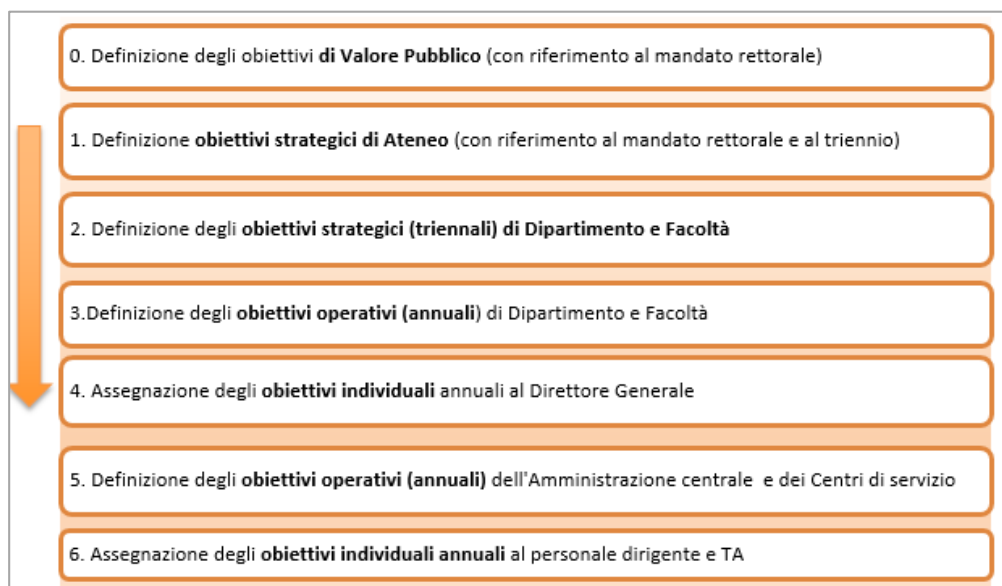 0. Definizione degli obiettivi di Valore Pubblico (con riferimento al mandato rettorale)
1. Definizione obiettivi strategici di Ateneo (con riferimento al mandato rettorale e al triennio)
2. Definizione degli obiettivi strategici (triennali) di Dipartimento e Facoltà
3.Definizione degli obiettivi operativi (annuali) di Dipartimento e Facoltà
4. Assegnazione degli obiettivi individuali annuali al Direttore Generale
5. Definizione degli obiettivi operativi (annuali) dell'Amministrazione centrale e dei Centri di servizio
6. Assegnazione degli obiettivi individuali annuali al personale dirigente e TA